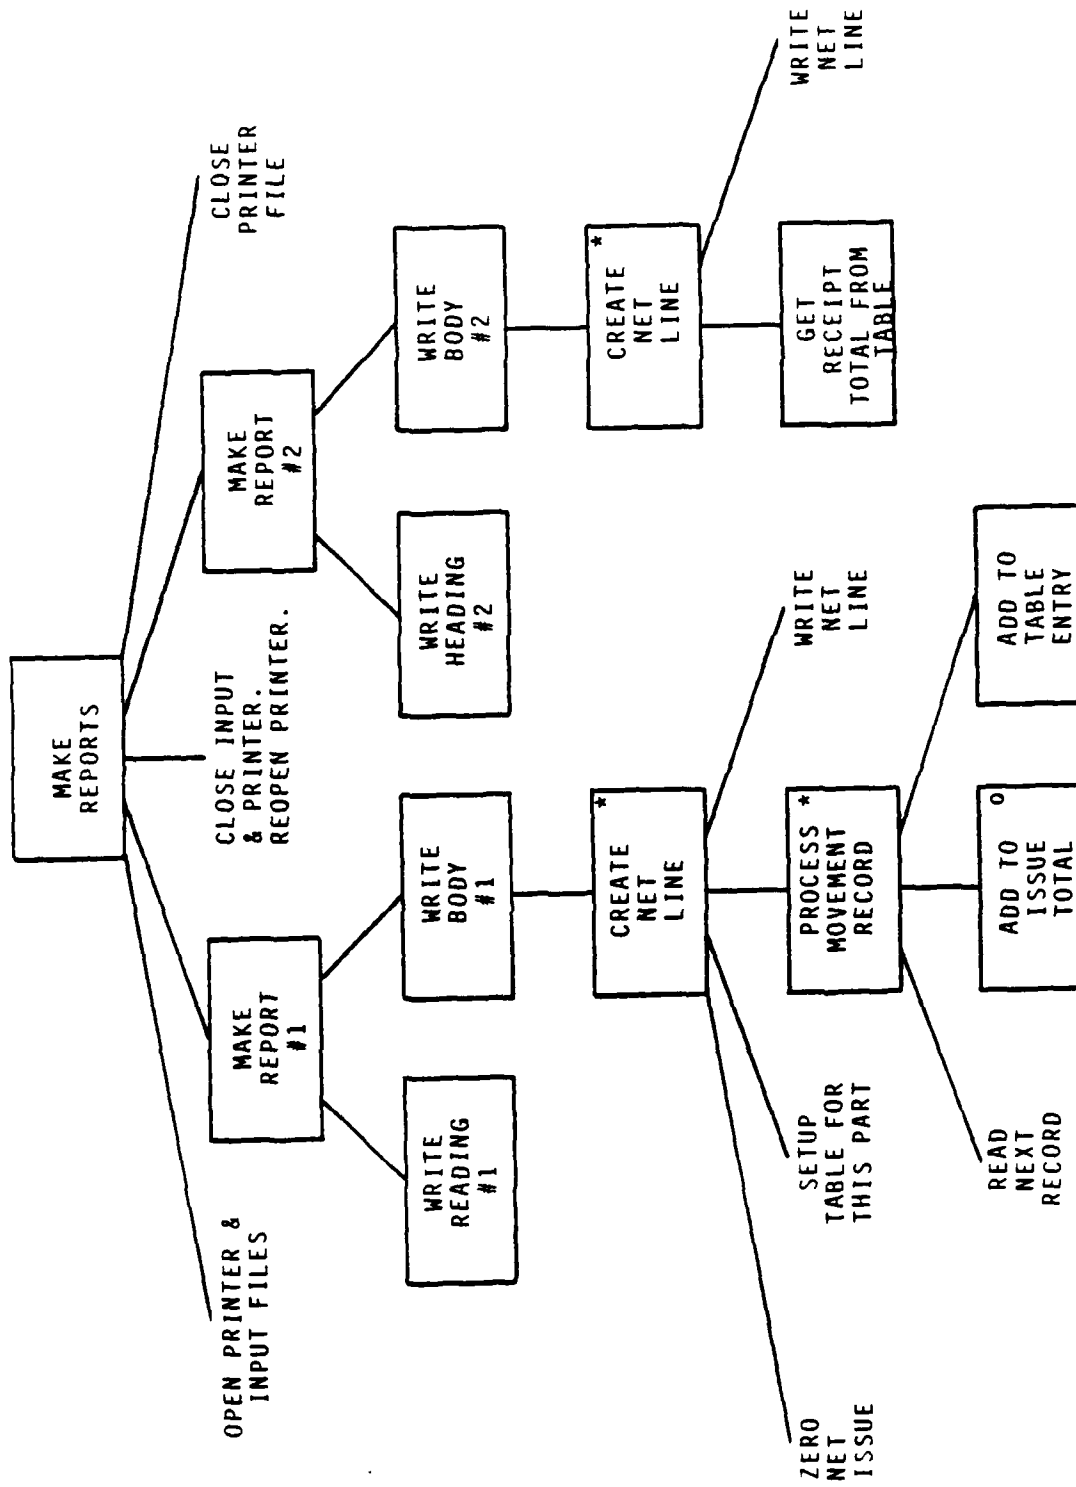 MAKE
REPORTS
OPEN PRINTER &
INPUT FILES
MAKE
REPORT
#1
CLOSE INPUT
& PRINTER.
REOPEN PRINTER.
MAKE
REPORT
#2
CLOSE
PRINTER
FILE
WRITE
READING
#1
WRITE
BODY
#1
WRITE
HEADING
#2
WRITE
BODY
#2
CREATE *
NET
LINE
CREATE *
NET
LINE
ZERO
NET
ISSUE
SETUP
TABLE FOR
THIS PART
PROCESS *
MOVEMENT
RECORD
WRITE
NET
LINE
GET
RECEIPT
TOTAL FROM
TABLE
WRITE
NET
LINE
READ
NEXT
RECORD
ADD TO o
ISSUE
TOTAL
ADD TO
TABLE
ENTRY